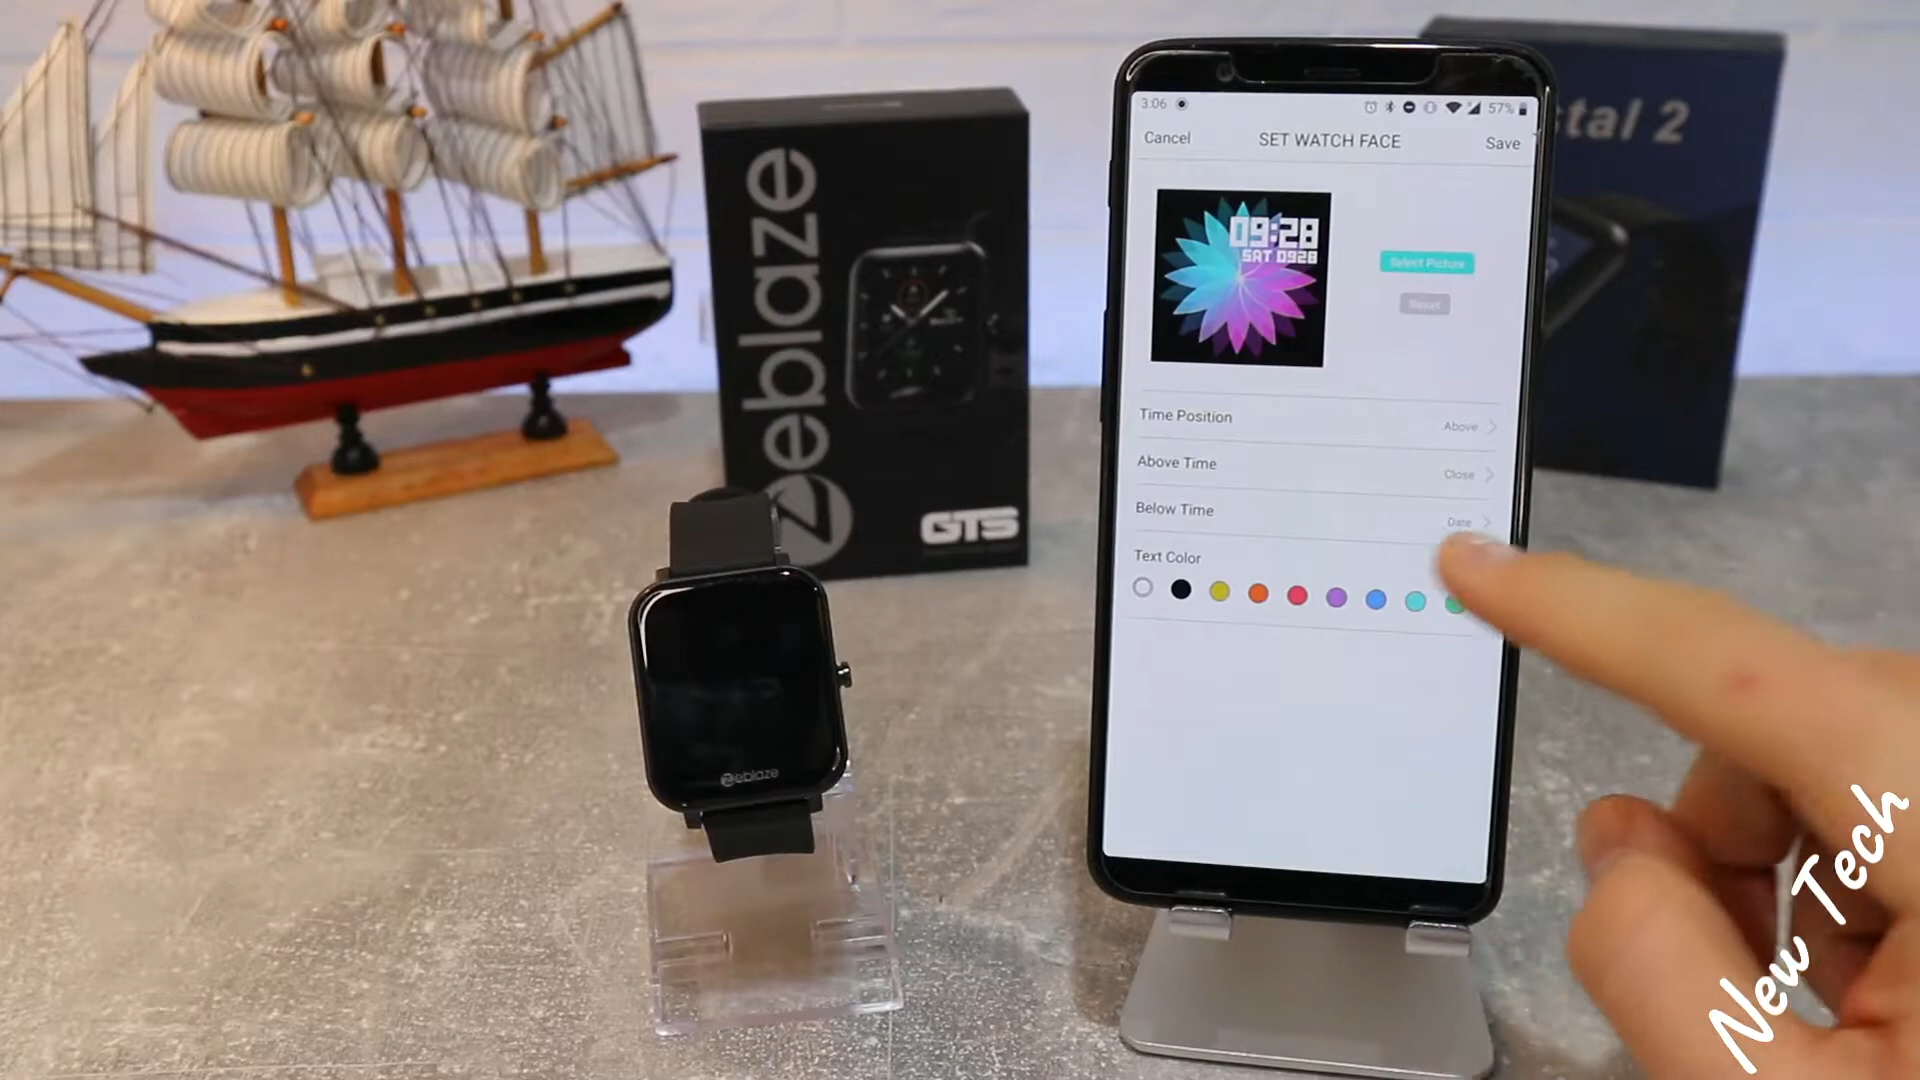 zeblaze
GTS
zeblaze
3:06
57%
Cancel
SET WATCH FACE
Save
09:28
SAT 0928
Select Picture
Reset
Time Position
Above
Above Time
Close
Below Time
Date
Text Color
stal 2
New Tech